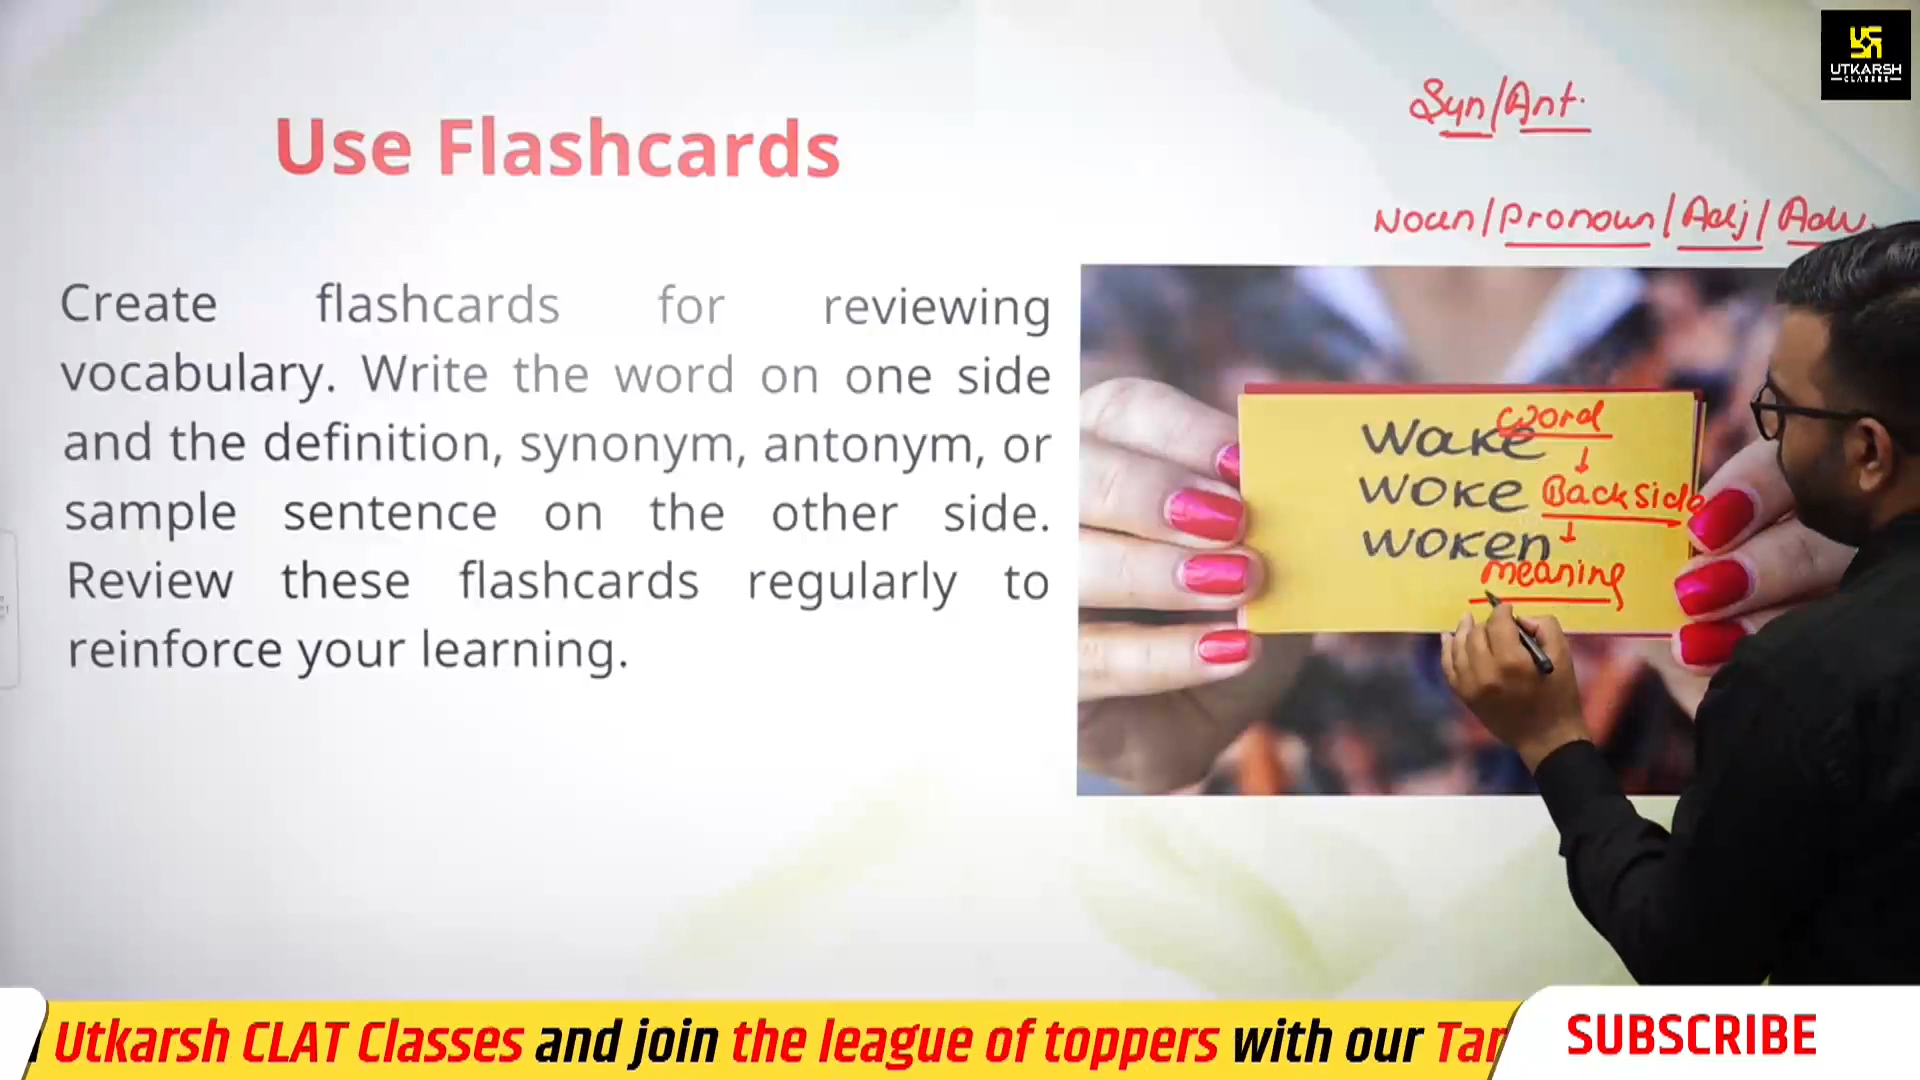 UTKARSH
CLASSES
Syn/Ant.
Use Flashcards
Noun/Pronoun/Adj/Adv.
Create flashcards for reviewing
vocabulary. Write the word on one side
and the definition, synonym, antonym, or
sample sentence on the other side.
Review these flashcards regularly to
reinforce your learning.
Word
wake
woke
Backside
woken
meaning
Utkarsh CLAT Classes and join the league of toppers with our Tar
SUBSCRIBE